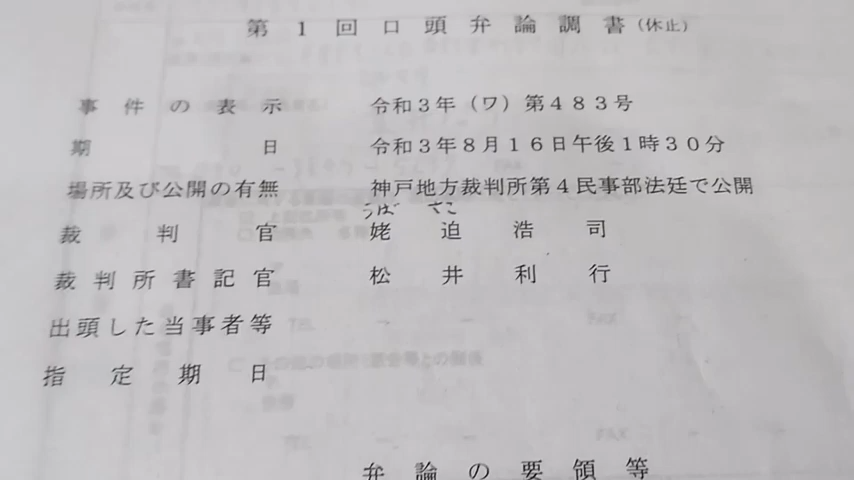 第１回口頭弁論調書（休止）
事件の表示 令和３年（ワ）第４８３号
期日 令和３年８月１６日午後１時３０分
場所及び公開の有無 神戸地方裁判所第４民事部法廷で公開
うば さこ
裁判官 姥迫浩司
裁判所書記官 松井利行
出頭した当事者等
指定期日
弁論の要領等